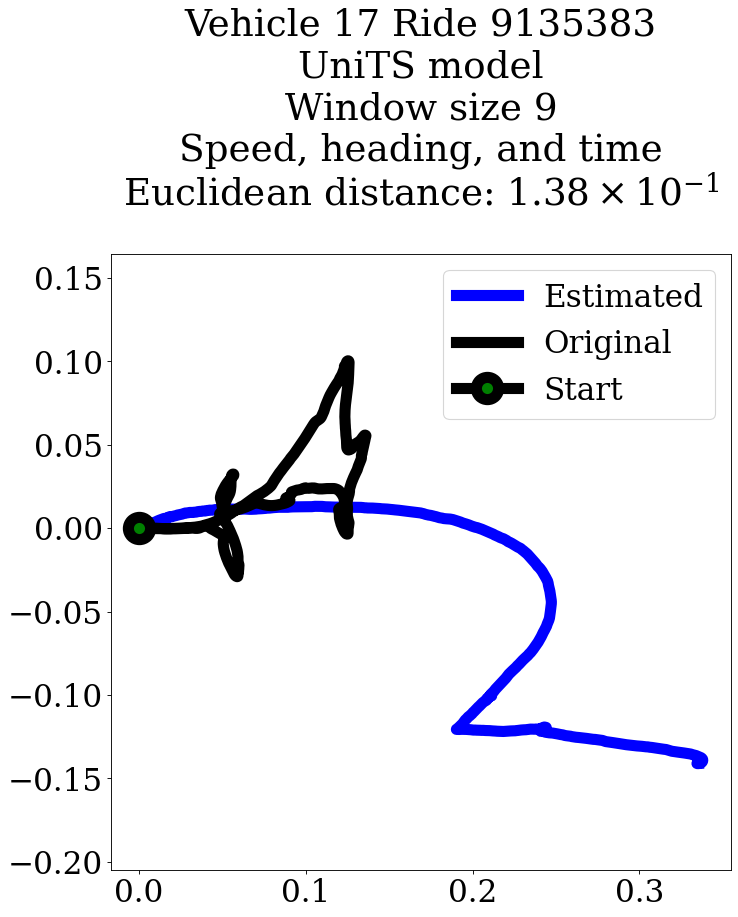 Vehicle 17 Ride 9135383
UniTS model
Window size 9
Speed, heading, and time
Euclidean distance: 1.38 × 10⁻¹
Estimated
Original
Start
0.15
0.10
0.05
0.00
−0.05
−0.10
−0.15
−0.20
0.0 0.1 0.2 0.3